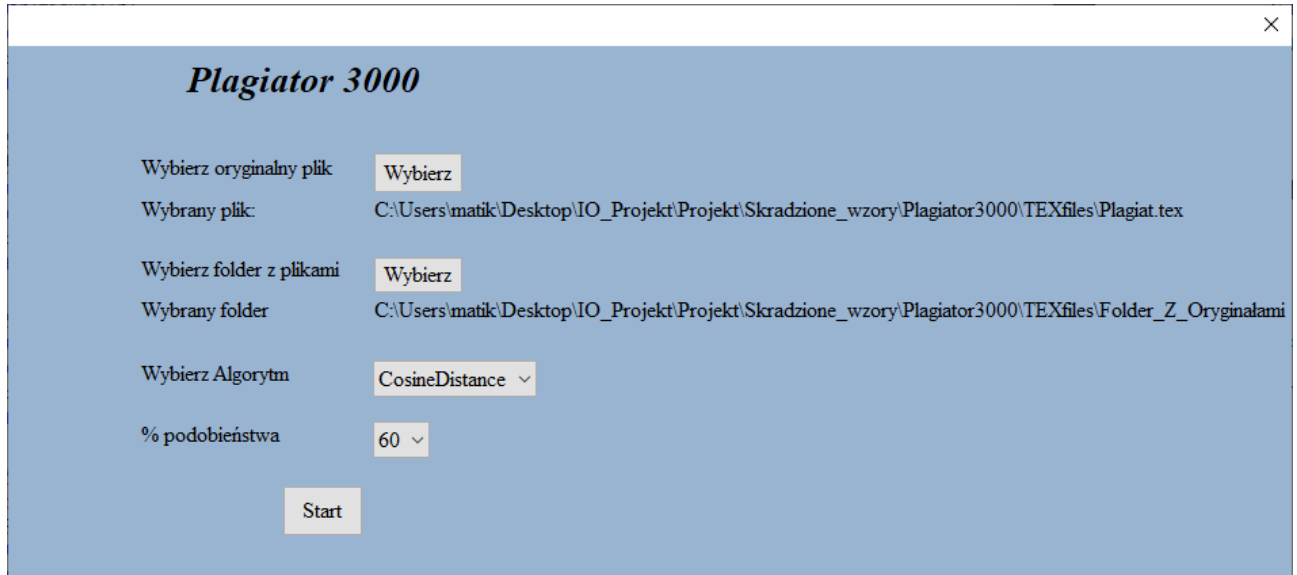 Plagiator 3000
Wybierz oryginalny plik Wybierz
Wybrany plik: C:\Users\matik\Desktop\IO_Projekt\Projekt\Skradzione_wzory\Plagiator3000\TEXfiles\Plagiat.tex
Wybierz folder z plikami Wybierz
Wybrany folder C:\Users\matik\Desktop\IO_Projekt\Projekt\Skradzione_wzory\Plagiator3000\TEXfiles\Folder_Z_Oryginałami
Wybierz Algorytm CosineDistance
% podobieństwa 60
Start